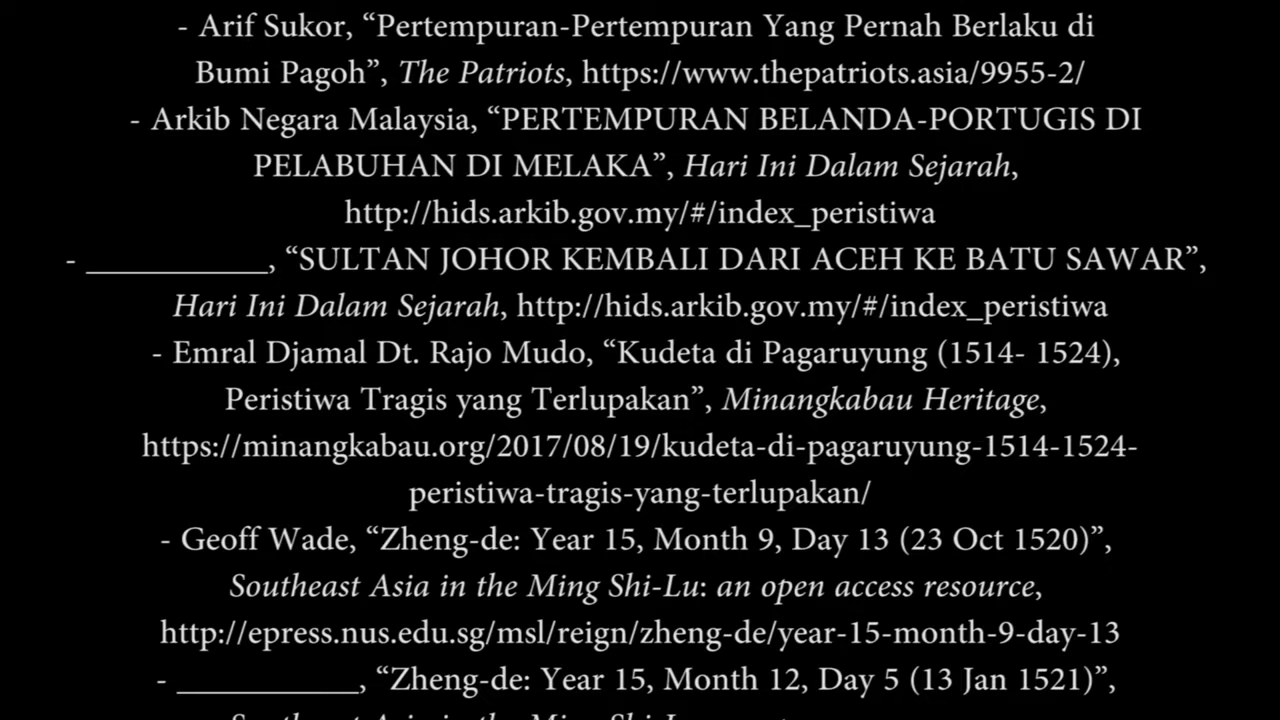 - Arif Sukor, “Pertempuran-Pertempuran Yang Pernah Berlaku di
Bumi Pagoh”, The Patriots, https://www.thepatriots.asia/9955-2/
- Arkib Negara Malaysia, “PERTEMPURAN BELANDA-PORTUGIS DI
PELABUHAN DI MELAKA”, Hari Ini Dalam Sejarah,
http://hids.arkib.gov.my/#/index_peristiwa
- ___________, “SULTAN JOHOR KEMBALI DARI ACEH KE BATU SAWAR”,
Hari Ini Dalam Sejarah, http://hids.arkib.gov.my/#/index_peristiwa
- Emral Djamal Dt. Rajo Mudo, “Kudeta di Pagaruyung (1514- 1524),
Peristiwa Tragis yang Terlupakan”, Minangkabau Heritage,
https://minangkabau.org/2017/08/19/kudeta-di-pagaruyung-1514-1524-
peristiwa-tragis-yang-terlupakan/
- Geoff Wade, “Zheng-de: Year 15, Month 9, Day 13 (23 Oct 1520)”,
Southeast Asia in the Ming Shi-Lu: an open access resource,
http://epress.nus.edu.sg/msl/reign/zheng-de/year-15-month-9-day-13
- ___________, “Zheng-de: Year 15, Month 12, Day 5 (13 Jan 1521)”,